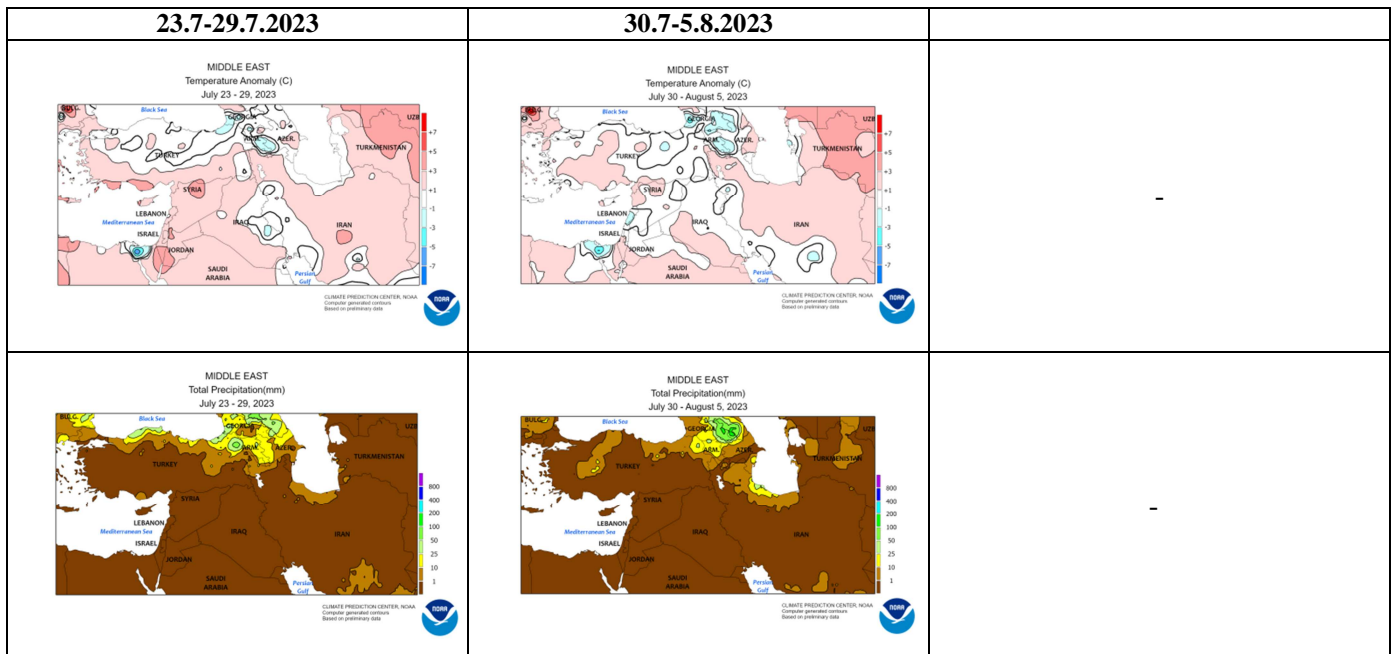 23.7-29.7.2023
30.7-5.8.2023
MIDDLE EAST
Temperature Anomaly (C)
July 23 - 29, 2023
BULG.
Black Sea
GEORGIA
UZB
ARM.
AZER.
TURKEY
TURKMENISTAN
SYRIA
LEBANON
Mediterranean Sea
IRAQ
IRAN
ISRAEL
JORDAN
SAUDI
ARABIA
Persian
Gulf
+7
+5
+3
+1
-1
-3
-5
-7
CLIMATE PREDICTION CENTER, NOAA
Computer generated contours
Based on preliminary data
NOAA
MIDDLE EAST
Temperature Anomaly (C)
July 30 - August 5, 2023
BULG.
Black Sea
GEORGIA
UZB
ARM.
AZER.
TURKEY
TURKMENISTAN
SYRIA
LEBANON
Mediterranean Sea
IRAQ
IRAN
ISRAEL
JORDAN
SAUDI
ARABIA
Persian
Gulf
+7
+5
+3
+1
-1
-3
-5
-7
CLIMATE PREDICTION CENTER, NOAA
Computer generated contours
Based on preliminary data
NOAA
-
MIDDLE EAST
Total Precipitation(mm)
July 23 - 29, 2023
BULG.
Black Sea
GEORGIA
UZB
ARM.
AZER.
TURKEY
TURKMENISTAN
SYRIA
LEBANON
Mediterranean Sea
IRAQ
IRAN
ISRAEL
JORDAN
SAUDI
ARABIA
Persian
Gulf
800
400
200
100
50
25
10
1
CLIMATE PREDICTION CENTER, NOAA
Computer generated contours
Based on preliminary data
NOAA
MIDDLE EAST
Total Precipitation(mm)
July 30 - August 5, 2023
BULG.
Black Sea
GEORGIA
UZB
ARM.
AZER.
TURKEY
TURKMENISTAN
SYRIA
LEBANON
Mediterranean Sea
IRAQ
IRAN
ISRAEL
JORDAN
SAUDI
ARABIA
Persian
Gulf
800
400
200
100
50
25
10
1
CLIMATE PREDICTION CENTER, NOAA
Computer generated contours
Based on preliminary data
NOAA
-